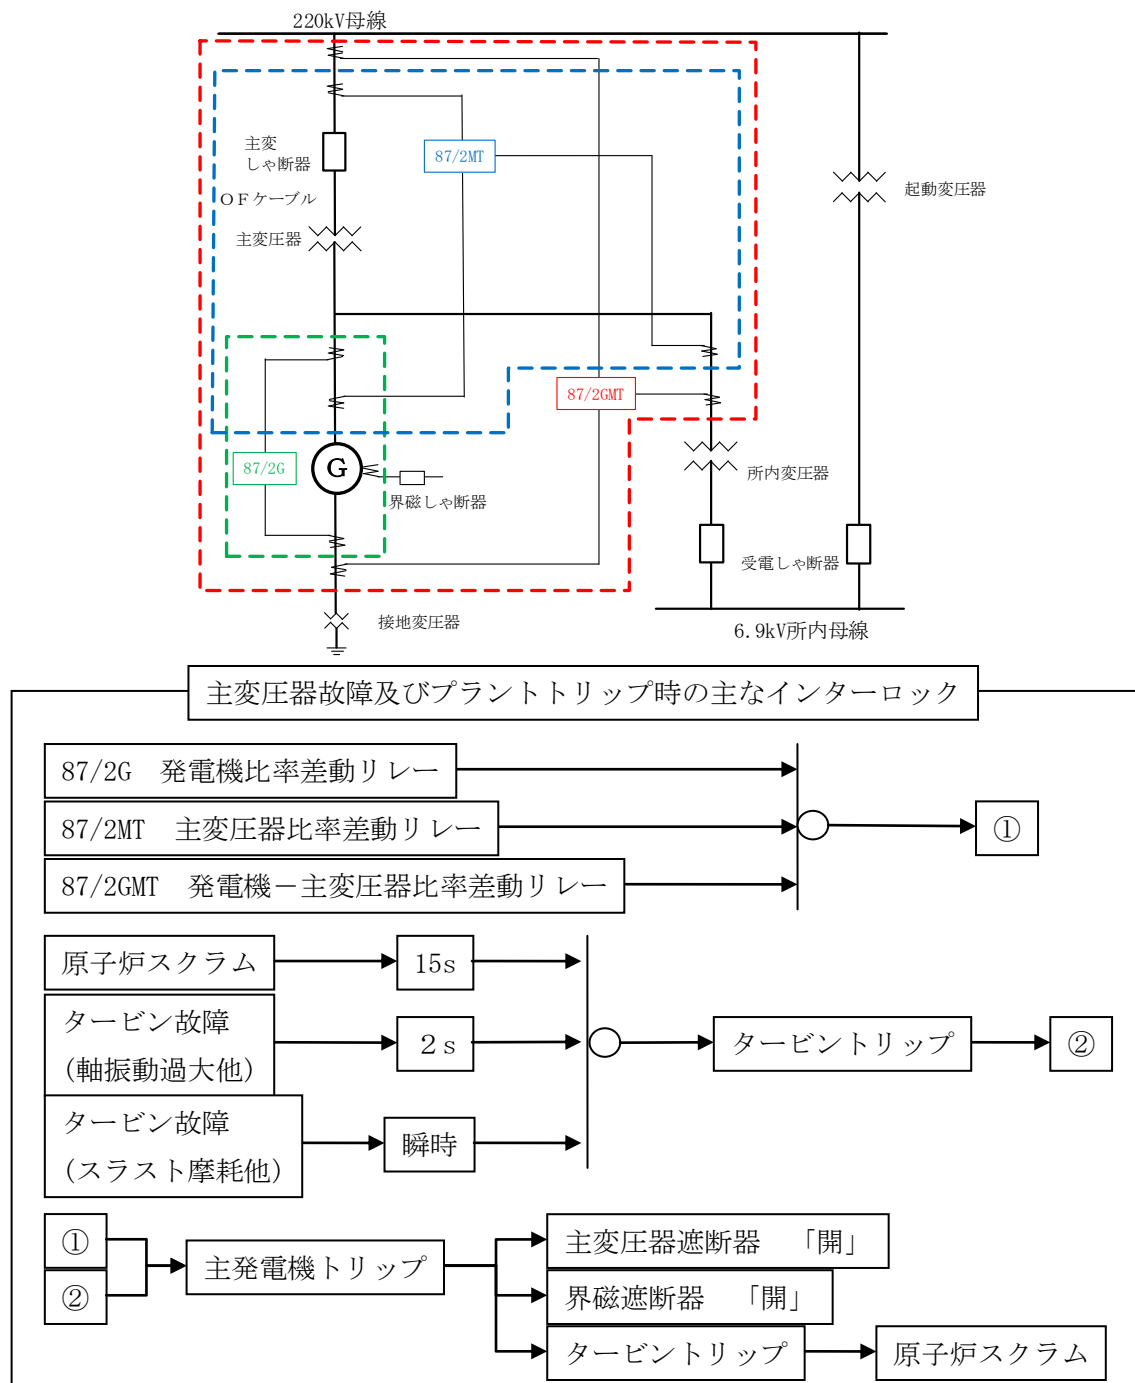 220kV母線
主変
しゃ断器
87/2MT
OFケーブル
起動変圧器
主変圧器
87/2GMT
87/2G
G
所内変圧器
界磁しゃ断器
受電しゃ断器
接地変圧器
6.9kV所内母線
主変圧器故障及びプラントトリップ時の主なインターロック
87/2G 発電機比率差動リレー
87/2MT 主変圧器比率差動リレー
①
87/2GMT 発電機－主変圧器比率差動リレー
原子炉スクラム
15s
タービン故障
(軸振動過大他)
2s
タービントリップ
②
タービン故障
(スラスト摩耗他)
瞬時
①
②
主発電機トリップ
主変圧器遮断器 「開」
界磁遮断器 「開」
タービントリップ
原子炉スクラム